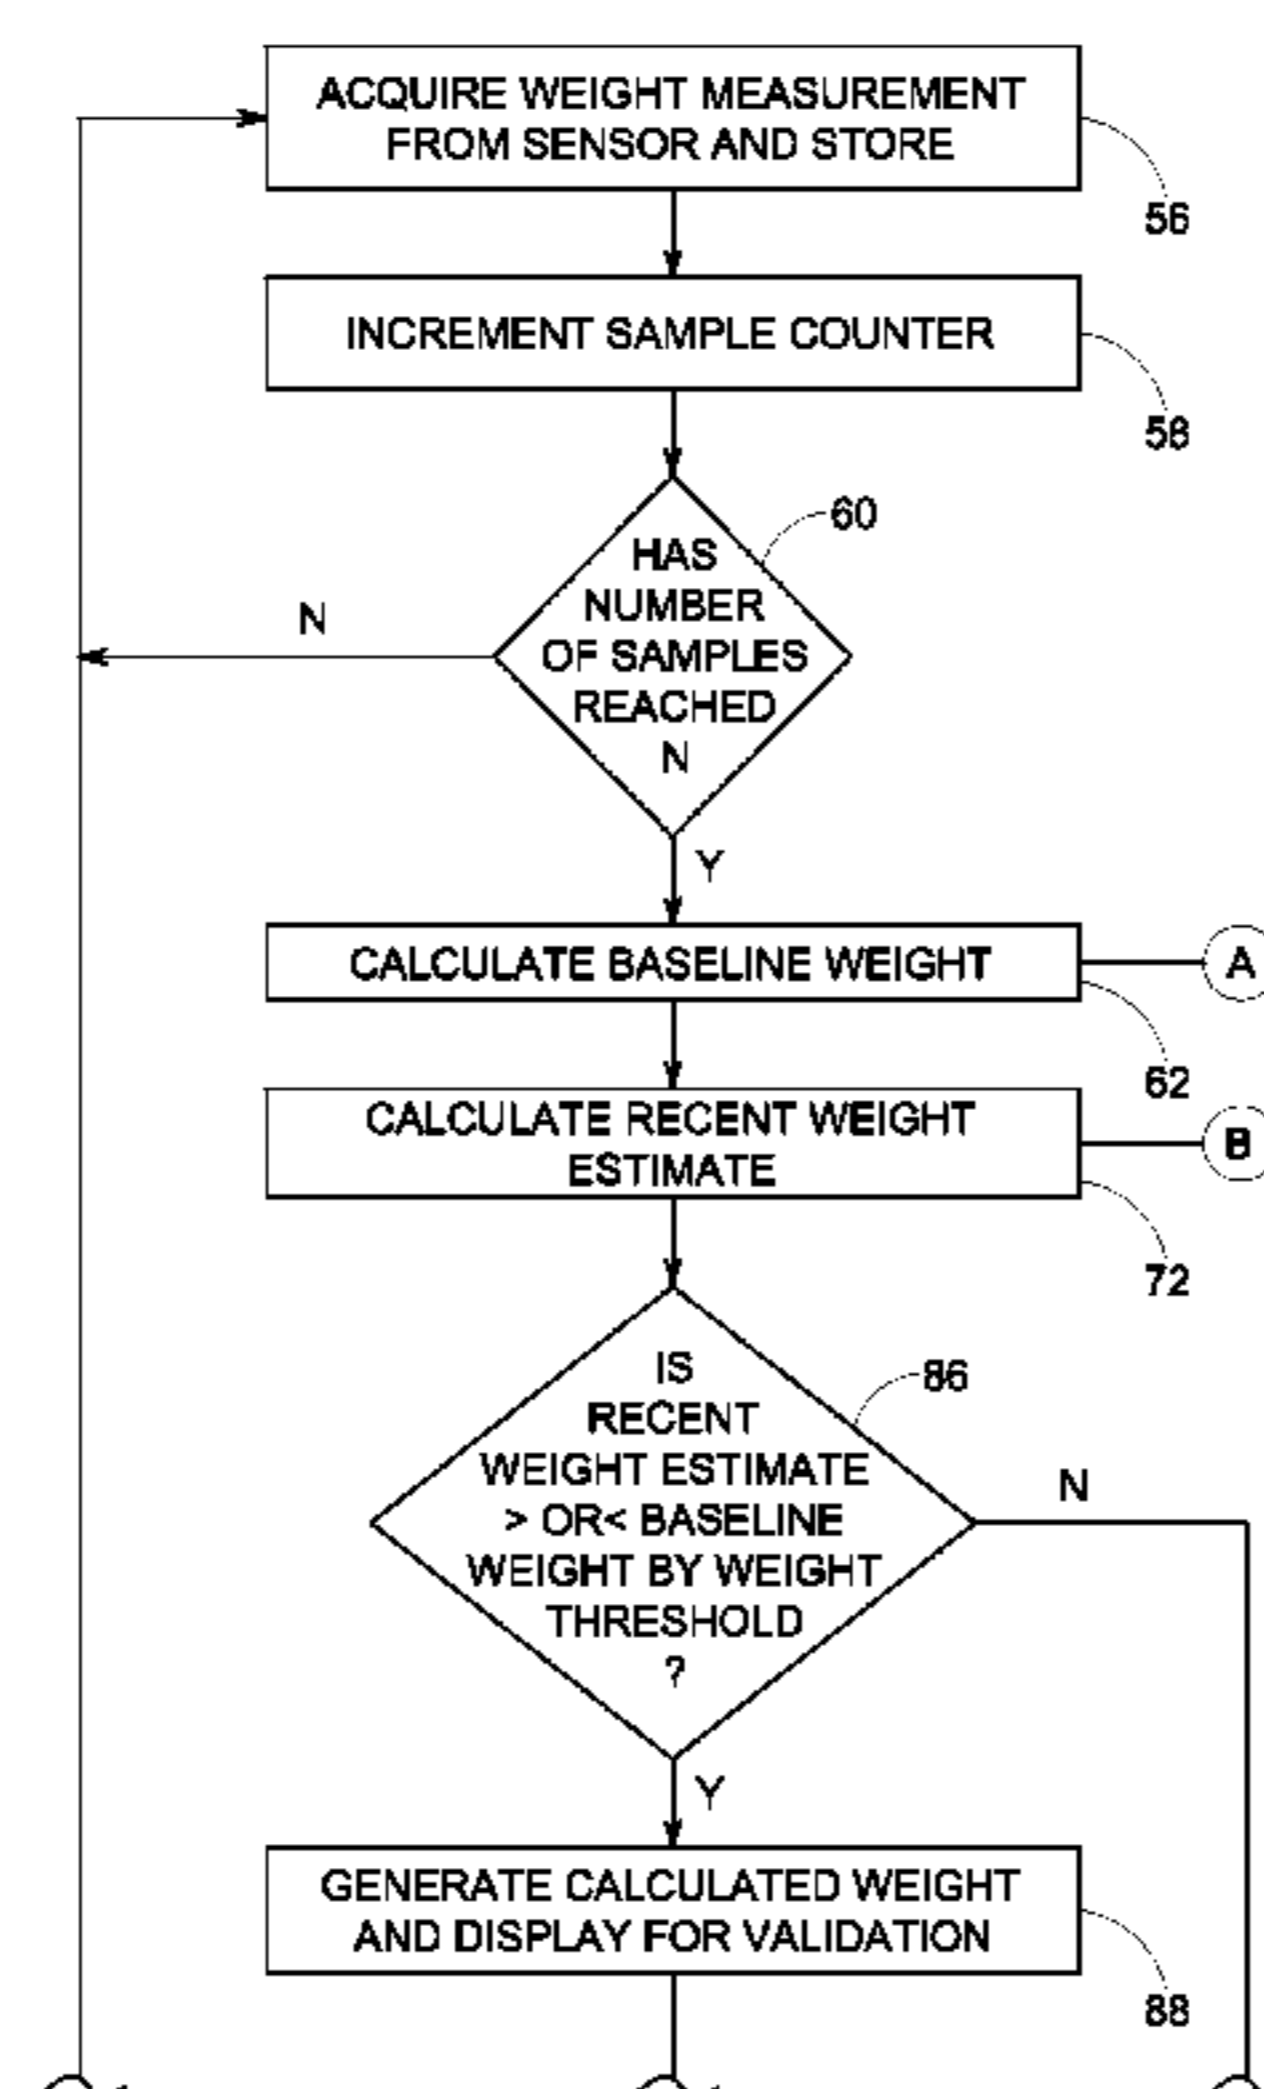 ACQUIRE WEIGHT MEASUREMENT
FROM SENSOR AND STORE
56
INCREMENT SAMPLE COUNTER
58
60
HAS
NUMBER
OF SAMPLES
REACHED
N
N
Y
CALCULATE BASELINE WEIGHT
A
62
CALCULATE RECENT WEIGHT
ESTIMATE
B
72
86
IS
RECENT
WEIGHT ESTIMATE
> OR< BASELINE
WEIGHT BY WEIGHT
THRESHOLD
?
N
Y
GENERATE CALCULATED WEIGHT
AND DISPLAY FOR VALIDATION
88